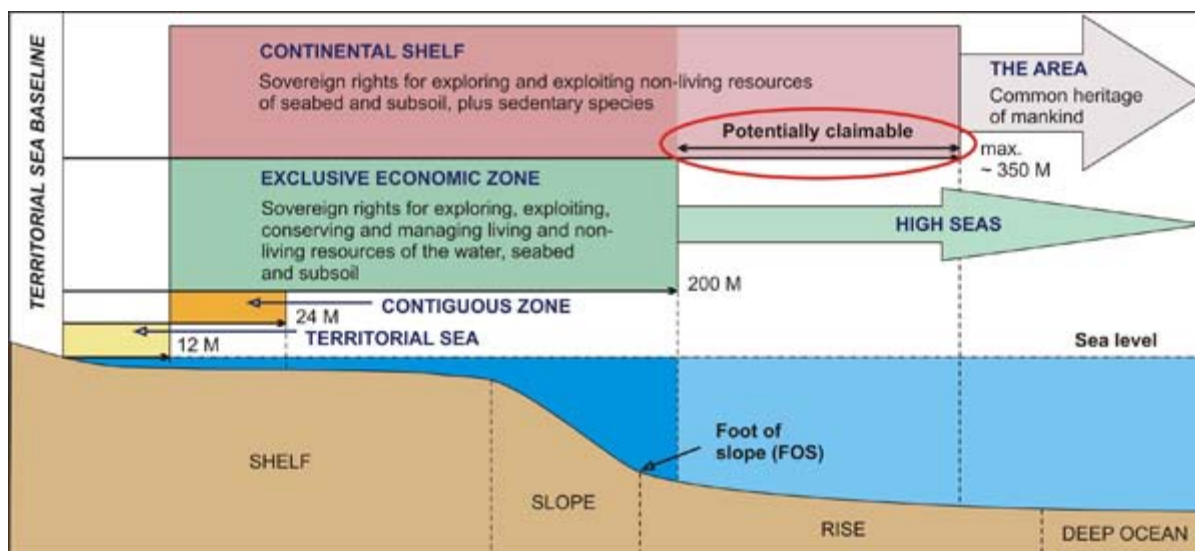 TERRITORIAL SEA BASELINE
CONTINENTAL SHELF
Sovereign rights for exploring and exploiting non-living resources
of seabed and subsoil, plus sedentary species
Potentially claimable
THE AREA
Common heritage
of mankind
max.
~ 350 M
EXCLUSIVE ECONOMIC ZONE
Sovereign rights for exploring, exploiting,
conserving and managing living and non-
living resources of the water, seabed
and subsoil
HIGH SEAS
200 M
CONTIGUOUS ZONE
24 M
TERRITORIAL SEA
12 M
Sea level
Foot of
slope (FOS)
SHELF
SLOPE
RISE
DEEP OCEAN